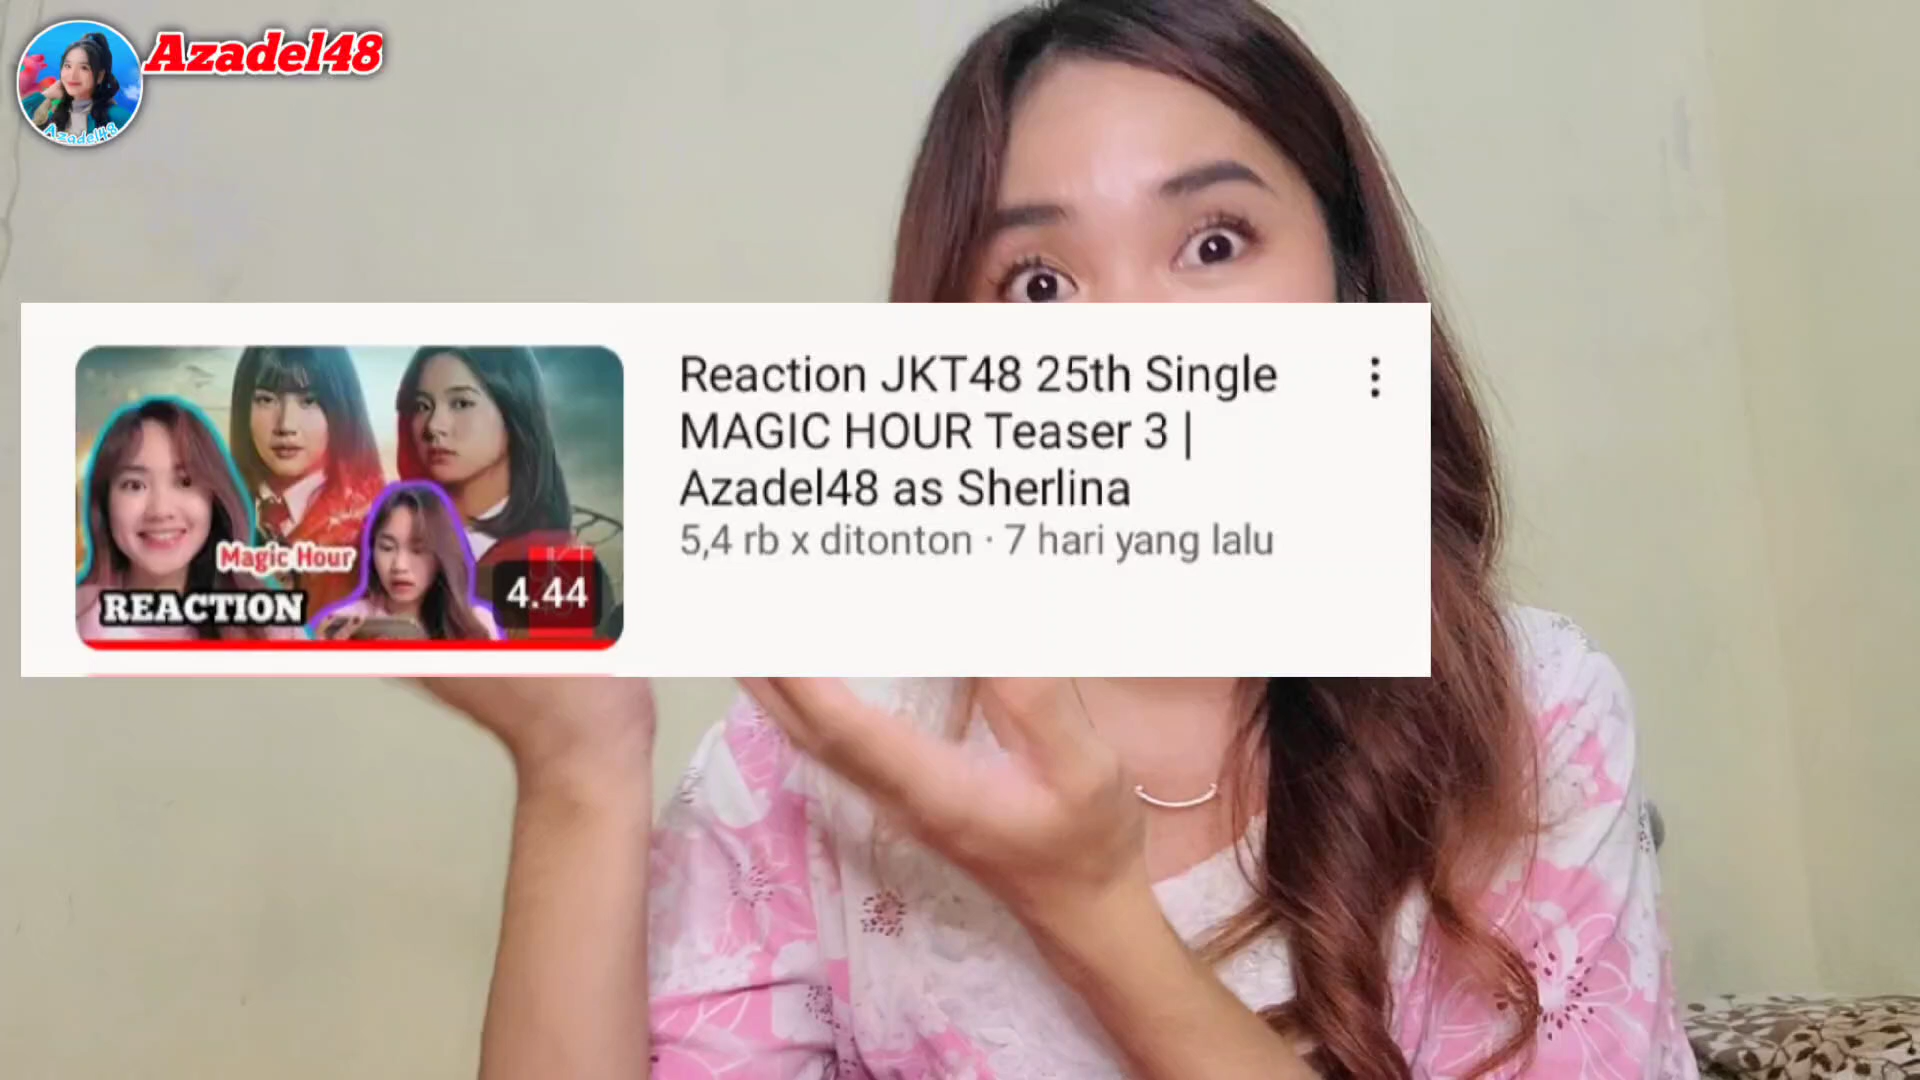 Azadel48
Azadel48
Reaction JKT48 25th Single
MAGIC HOUR Teaser 3 |
Azadel48 as Sherlina
5,4 rb x ditonton · 7 hari yang lalu
Magic Hour
REACTION
4.44